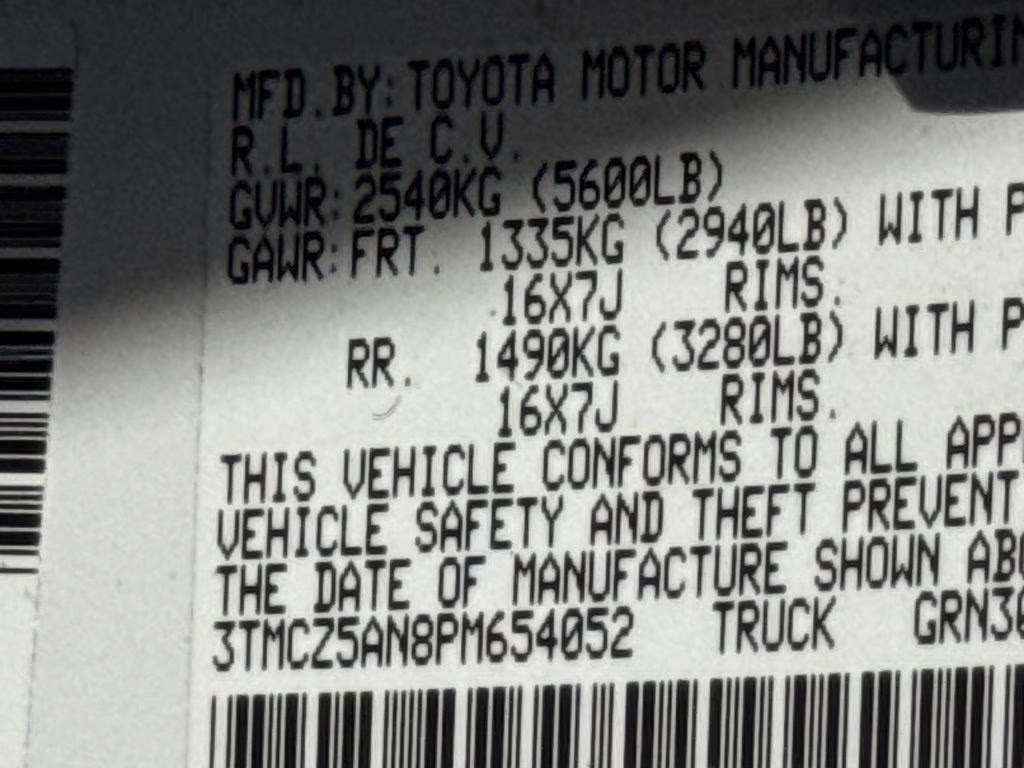 MFD.BY: TOYOTA MOTOR MANUFACTURIN
R.L. DE C.V.
GVWR: 2540KG (5600LB)
GAWR: FRT. 1335KG (2940LB) WITH P
16X7J RIMS.
RR. 1490KG (3280LB) WITH P
16X7J RIMS.
THIS VEHICLE CONFORMS TO ALL APP
VEHICLE SAFETY AND THEFT PREVENT
THE DATE OF MANUFACTURE SHOWN ABO
3TMCZ5AN8PM654052 TRUCK GRN30